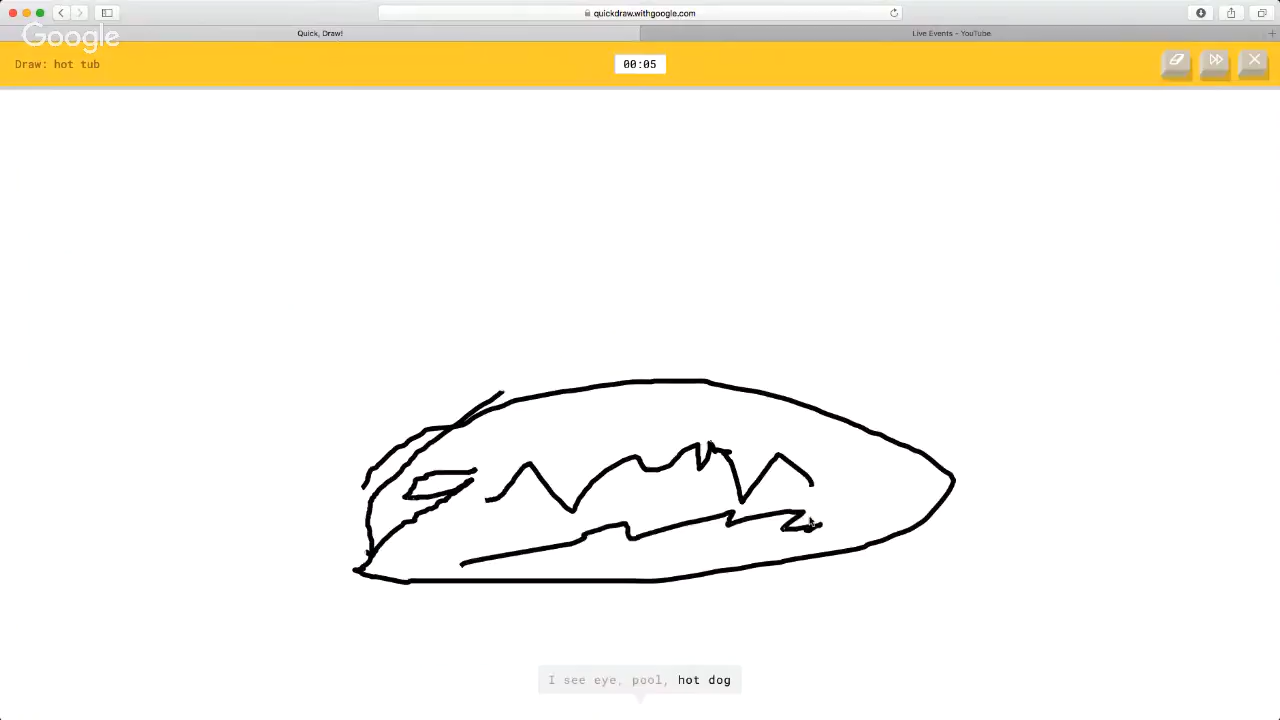 quickdraw.withgoogle.com
Google
Quick, Draw!
Live Events - YouTube
Draw: hot tub
00:05
I see eye, pool, hot dog